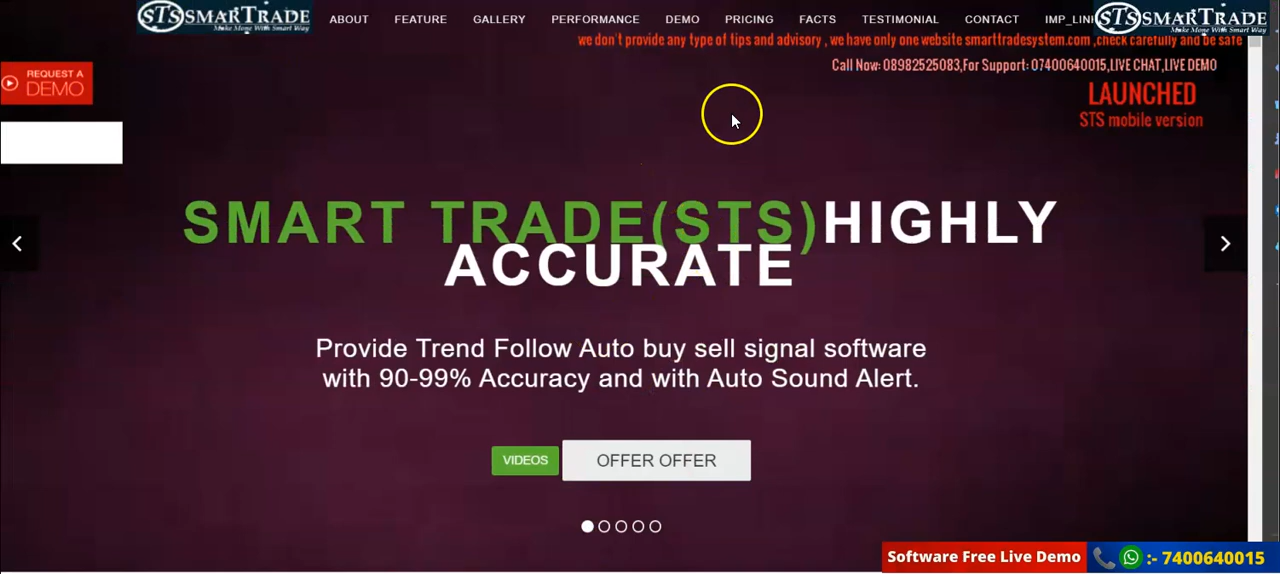 STS SMARTRADE
Make Mone With Smart Way
ABOUT FEATURE GALLERY PERFORMANCE DEMO PRICING FACTS TESTIMONIAL CONTACT IMP_LIN
STS SMARTRADE
Make Mone With Smart Way
we don't provide any type of tips and advisory , we have only one website smarttradesystem.com ,check carefully and be safe
Call Now: 08982525083,For Support: 07400640015,LIVE CHAT,LIVE DEMO
REQUEST A
DEMO
LAUNCHED
STS mobile version
SMART TRADE(STS)HIGHLY
ACCURATE
Provide Trend Follow Auto buy sell signal software
with 90-99% Accuracy and with Auto Sound Alert.
VIDEOS OFFER OFFER
Software Free Live Demo :- 7400640015